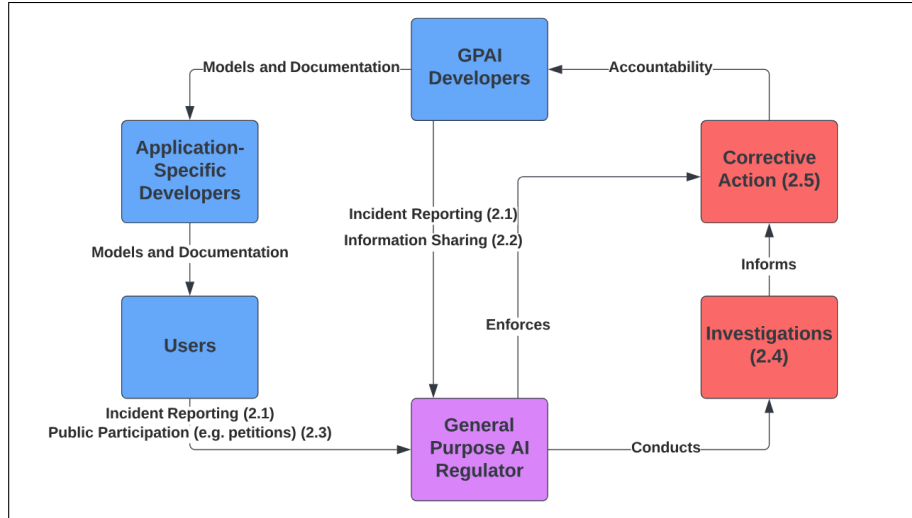 GPAI
Developers
Models and Documentation
Accountability
Application-
Specific
Developers
Corrective
Action (2.5)
Incident Reporting (2.1)
Information Sharing (2.2)
Models and Documentation
Informs
Users
Enforces
Investigations
(2.4)
Incident Reporting (2.1)
Public Participation (e.g. petitions) (2.3)
General
Purpose AI
Regulator
Conducts